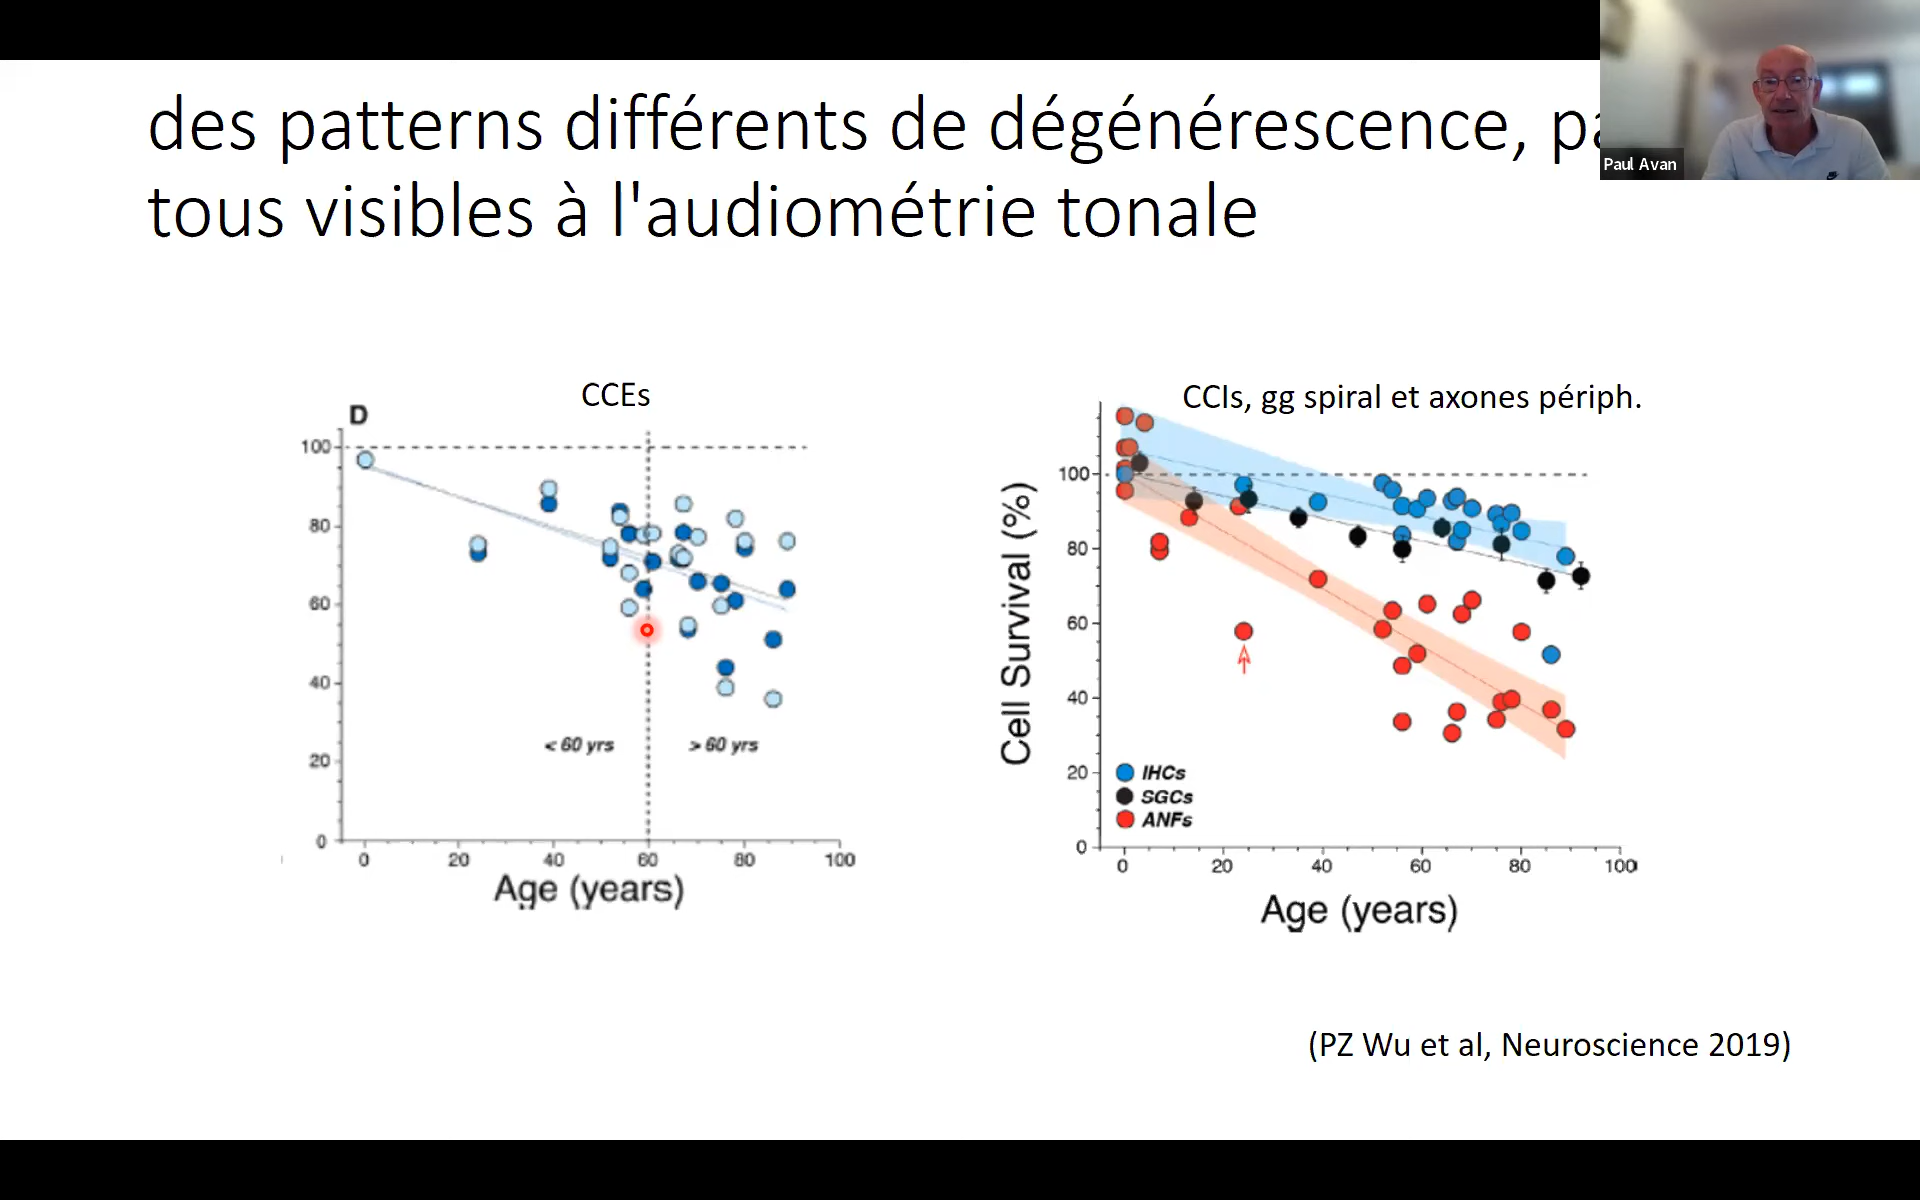 des patterns différents de dégénérescence,
tous visibles à l'audiométrie tonale
Paul Avan
CCEs
D
100
80
60
40
20
0
< 60 yrs
> 60 yrs
0 20 40 60 80 100
Age (years)
CCIs, gg spiral et axones périph.
Cell Survival (%)
100
80
60
40
20
0
IHCs
SGCs
ANFs
0 20 40 60 80 100
Age (years)
(PZ Wu et al, Neuroscience 2019)